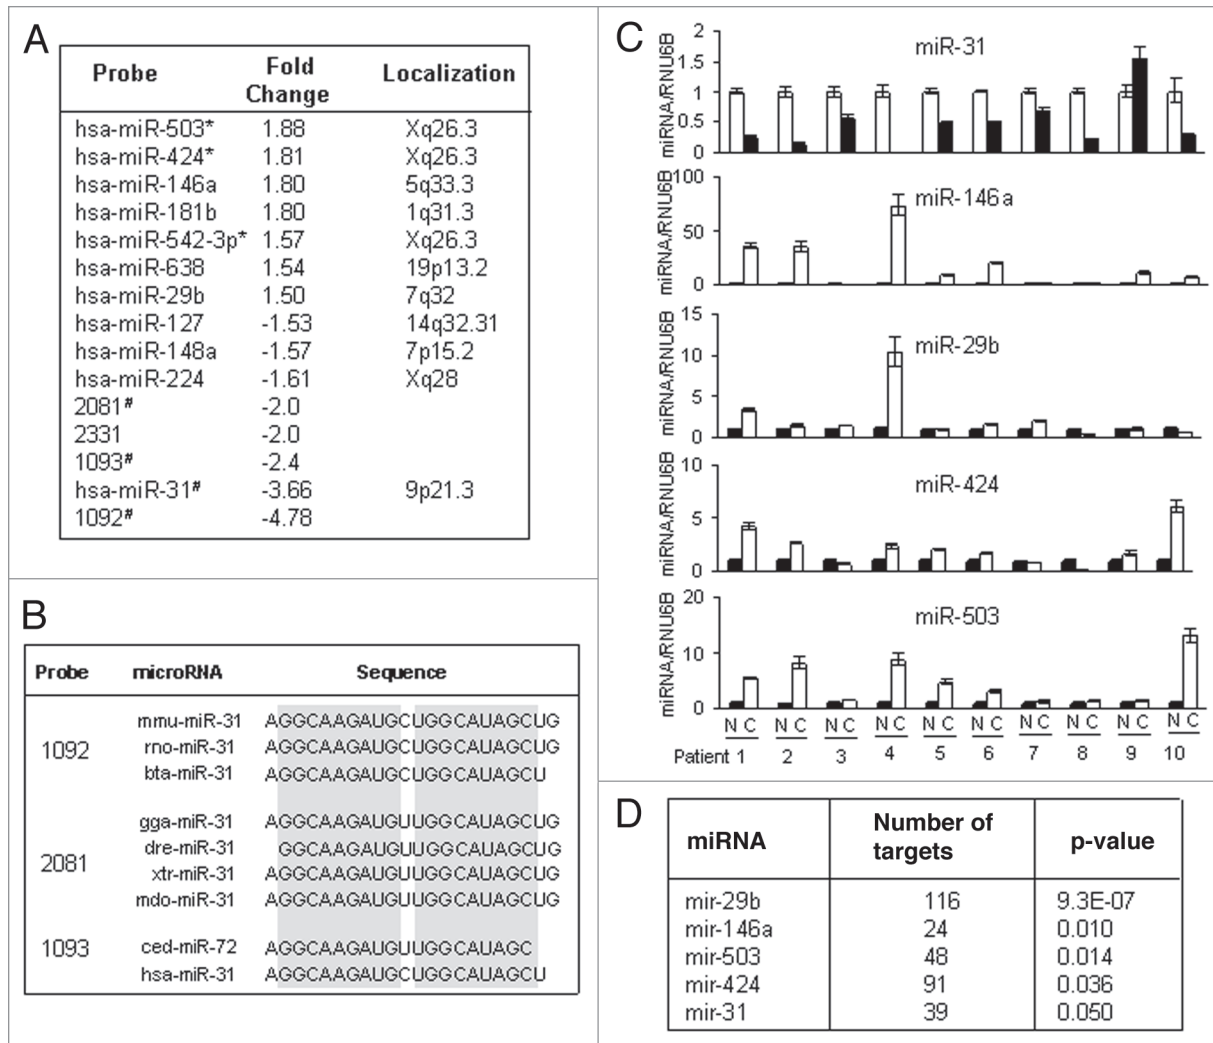 A
Probe Fold Change Localization
hsa-miR-503* 1.88 Xq26.3
hsa-miR-424* 1.81 Xq26.3
hsa-miR-146a 1.80 5q33.3
hsa-miR-181b 1.80 1q31.3
hsa-miR-542-3p* 1.57 Xq26.3
hsa-miR-638 1.54 19p13.2
hsa-miR-29b 1.50 7q32
hsa-miR-127 -1.53 14q32.31
hsa-miR-148a -1.57 7p15.2
hsa-miR-224 -1.61 Xq28
2081# -2.0
2331 -2.0
1093# -2.4
hsa-miR-31# -3.66 9p21.3
1092# -4.78
B
Probe microRNA Sequence
1092
mmu-miR-31 AGGCAAGAUGCUGGCAUAGCUG
rno-miR-31 AGGCAAGAUGCUGGCAUAGCUG
bta-miR-31 AGGCAAGAUGCUGGCAUAGCU
2081
gga-miR-31 AGGCAAGAUGUUGGCAUAGCUG
dre-miR-31 GGCAAGAUGUUGGCAUAGCUG
xtr-miR-31 AGGCAAGAUGUUGGCAUAGCUG
mdo-miR-31 AGGCAAGAUGUUGGCAUAGCUG
1093
ced-miR-72 AGGCAAGAUGUUGGCAUAGC
hsa-miR-31 AGGCAAGAUGCUGGCAUAGCU
C
miRNA/RNU6B
2
1.5
1
0.5
0
miR-31
miRNA/RNU6B
100
50
0
miR-146a
miRNA/RNU6B
15
10
5
0
miR-29b
miRNA/RNU6B
10
5
0
miR-424
miRNA/RNU6B
20
10
0
miR-503
N C N C N C N C N C N C N C N C N C N C
Patient 1 2 3 4 5 6 7 8 9 10
D
miRNA Number of targets p-value
mir-29b 116 9.3E-07
mir-146a 24 0.010
mir-503 48 0.014
mir-424 91 0.036
mir-31 39 0.050